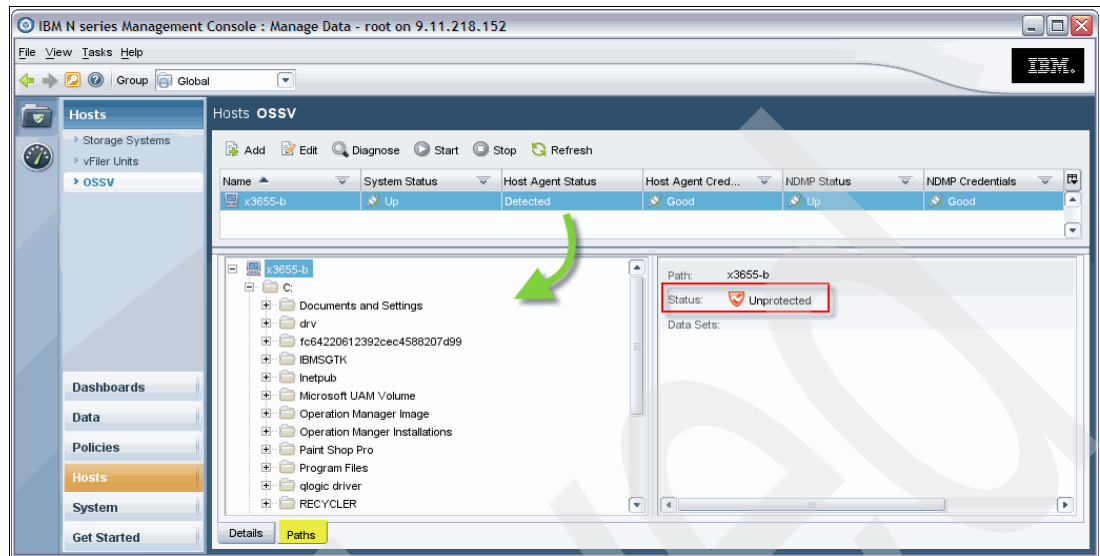 IBM N series Management Console : Manage Data - root on 9.11.218.152
File View Tasks Help
Group Global
IBM.
Hosts
Storage Systems
vFiler Units
OSSV
Hosts OSSV
Add Edit Diagnose Start Stop Refresh
Name System Status Host Agent Status Host Agent Cred... NDMP Status NDMP Credentials
x3655-b Up Detected Good Up Good
x3655-b
C:
Documents and Settings
drv
fc64220612392cec4588207d99
IBMSGTK
Inetpub
Microsoft UAM Volume
Operation Manager Image
Operation Manger Installations
Paint Shop Pro
Program Files
qlogic driver
RECYCLER
Path: x3655-b
Status: Unprotected
Data Sets:
Dashboards
Data
Policies
Hosts
System
Get Started
Details Paths